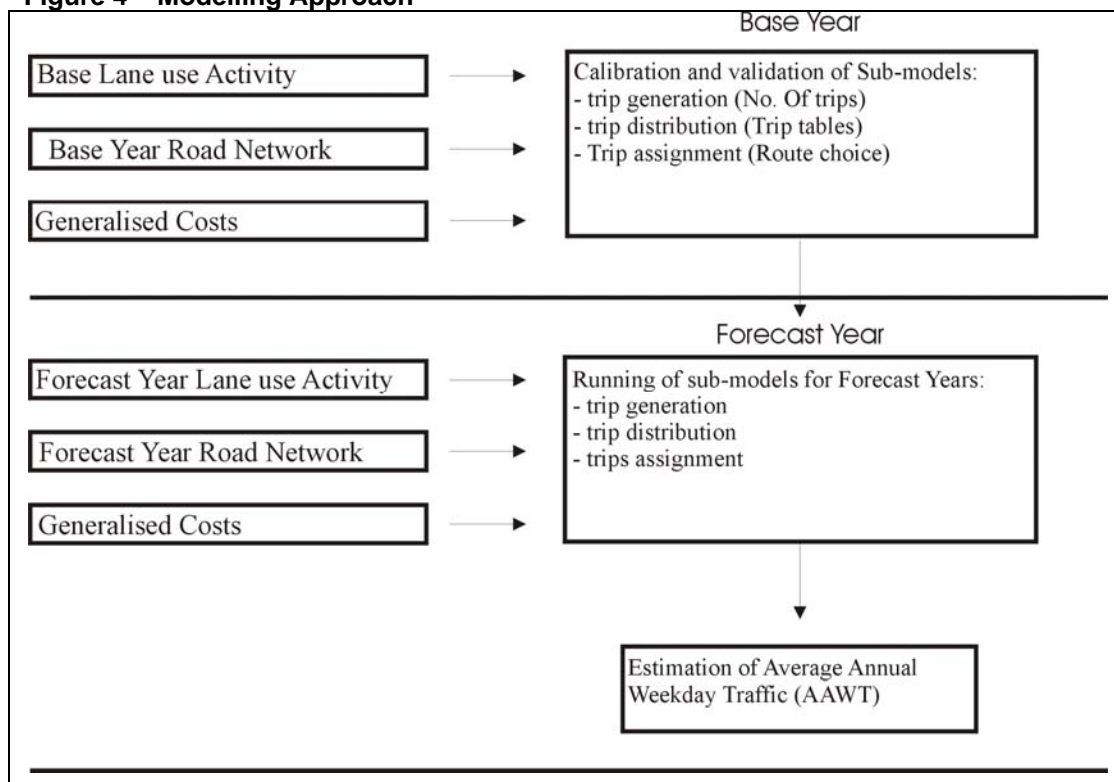 Figure 4 Modelling Approach
Base Year
Base Lane use Activity
Base Year Road Network
Generalised Costs
Calibration and validation of Sub-models:
- trip generation (No. Of trips)
- trip distribution (Trip tables)
- Trip assignment (Route choice)
Forecast Year
Forecast Year Lane use Activity
Forecast Year Road Network
Generalised Costs
Running of sub-models for Forecast Years:
- trip generation
- trip distribution
- trips assignment
Estimation of Average Annual
Weekday Traffic (AAWT)